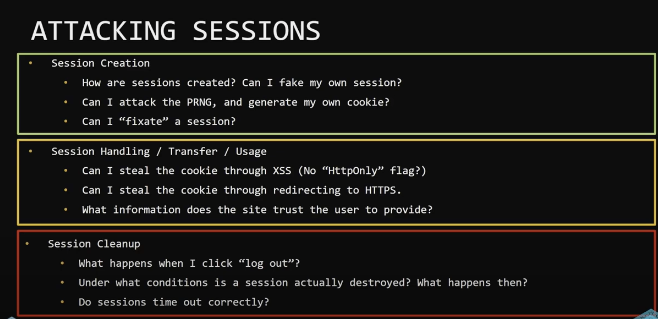 ATTACKING SESSIONS
• Session Creation
• How are sessions created? Can I fake my own session?
• Can I attack the PRNG, and generate my own cookie?
• Can I “fixate” a session?
• Session Handling / Transfer / Usage
• Can I steal the cookie through XSS (No “HttpOnly” flag?)
• Can I steal the cookie through redirecting to HTTPS.
• What information does the site trust the user to provide?
• Session Cleanup
• What happens when I click “log out”?
• Under what conditions is a session actually destroyed? What happens then?
• Do sessions time out correctly?